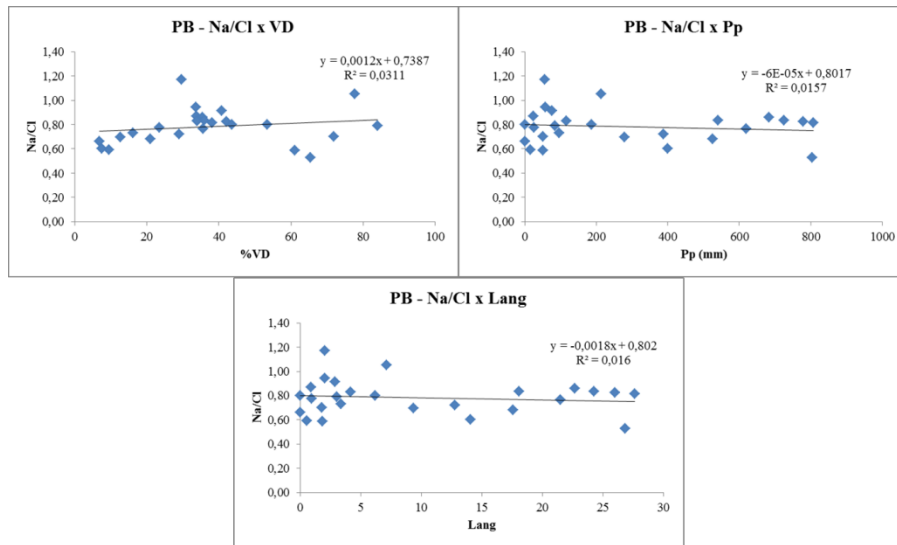 PB - Na/Cl x VD
y = 0,0012x + 0,7387
R² = 0,0311
1,40
1,20
1,00
0,80
0,60
0,40
0,20
0,00
Na/Cl
0 20 40 60 80 100
%VD
PB - Na/Cl x Pp
y = -6E-05x + 0,8017
R² = 0,0157
1,40
1,20
1,00
0,80
0,60
0,40
0,20
0,00
Na/Cl
0 200 400 600 800 1000
Pp (mm)
PB - Na/Cl x Lang
y = -0,0018x + 0,802
R² = 0,016
1,40
1,20
1,00
0,80
0,60
0,40
0,20
0,00
Na/Cl
0 5 10 15 20 25 30
Lang